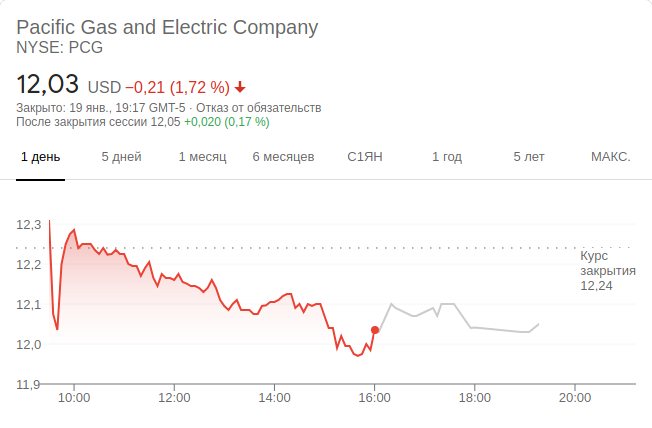 Pacific Gas and Electric Company
NYSE: PCG
12,03 USD −0,21 (1,72 %)
Закрыто: 19 янв., 19:17 GMT-5 · Отказ от обязательств
После закрытия сессии 12,05 +0,020 (0,17 %)
1 день 5 дней 1 месяц 6 месяцев С1ЯН 1 год 5 лет МАКС.
12,3
Курс
закрытия
12,24
12,2
12,1
12,0
11,9
10:00 12:00 14:00 16:00 18:00 20:00